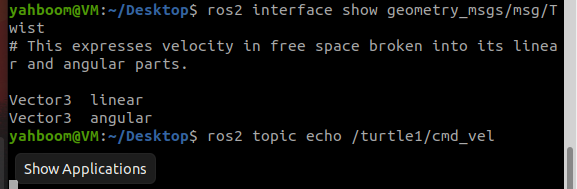 yahboom@VM:~/Desktop$ ros2 interface show geometry_msgs/msg/T
wist
# This expresses velocity in free space broken into its linea
r and angular parts.
Vector3  linear
Vector3  angular
yahboom@VM:~/Desktop$ ros2 topic echo /turtle1/cmd_vel
Show Applications